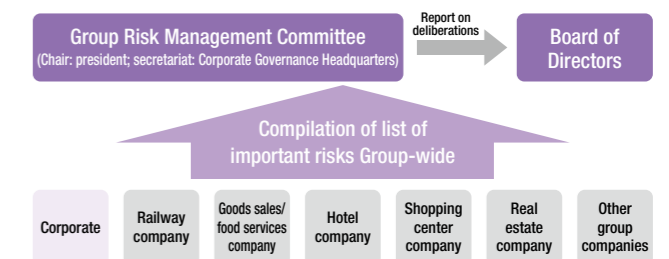 Group Risk Management Committee
(Chair: president; secretariat: Corporate Governance Headquarters)
Report on
deliberations
Board of
Directors
Compilation of list of
important risks Group-wide
Corporate
Railway
company
Goods sales/
food services
company
Hotel
company
Shopping
center
company
Real
estate
company
Other
group
companies